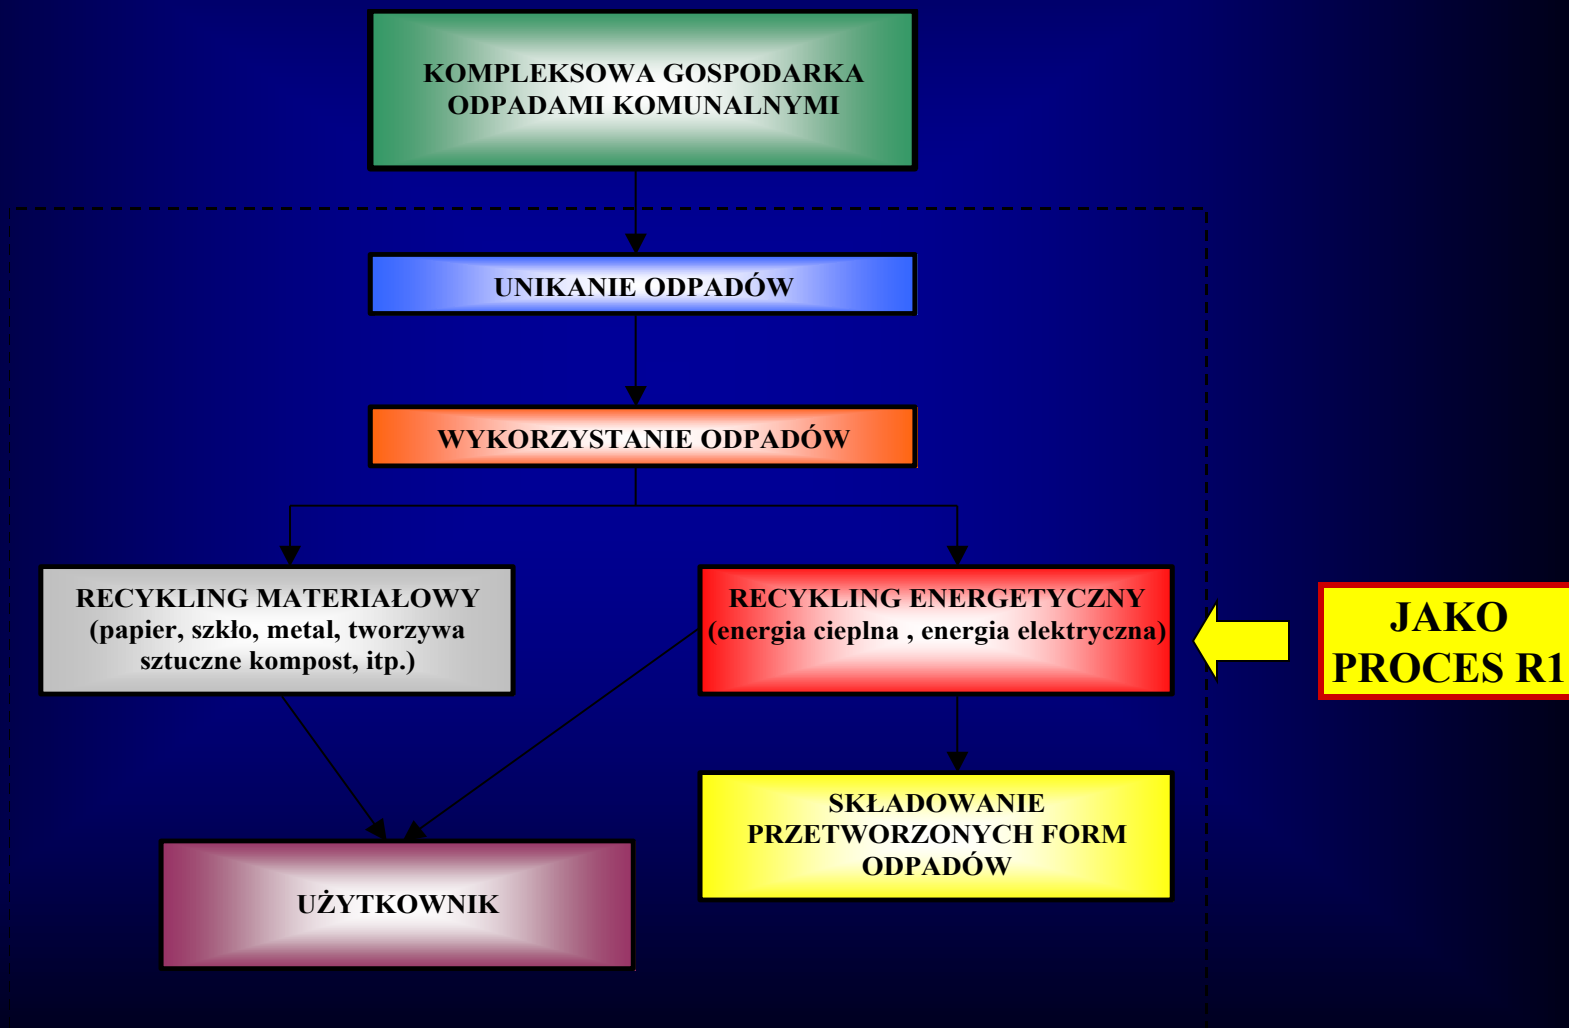 KOMPLEKSOWA GOSPODARKA
ODPADAMI KOMUNALNYMI
UNIKANIE ODPADÓW
WYKORZYSTANIE ODPADÓW
RECYKLING MATERIAŁOWY
(papier, szkło, metal, tworzywa
sztuczne kompost, itp.)
RECYKLING ENERGETYCZNY
(energia cieplna , energia elektryczna)
JAKO
PROCES R1
SKŁADOWANIE
PRZETWORZONYCH FORM
ODPADÓW
UŻYTKOWNIK